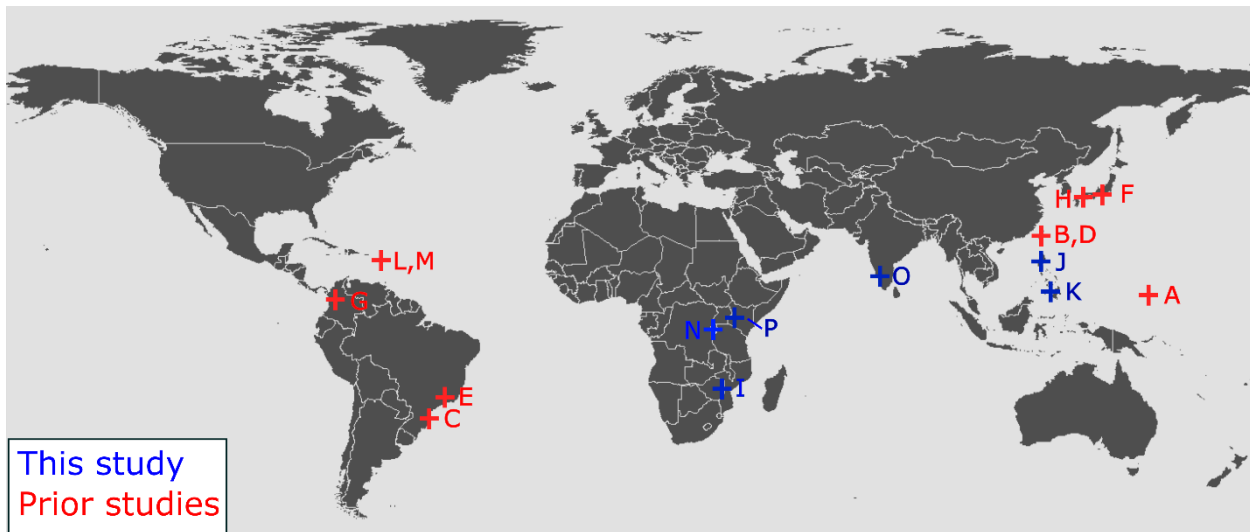 H F
B,D
J
L,M
O
K A
G
N P
I
E
C
This study
Prior studies